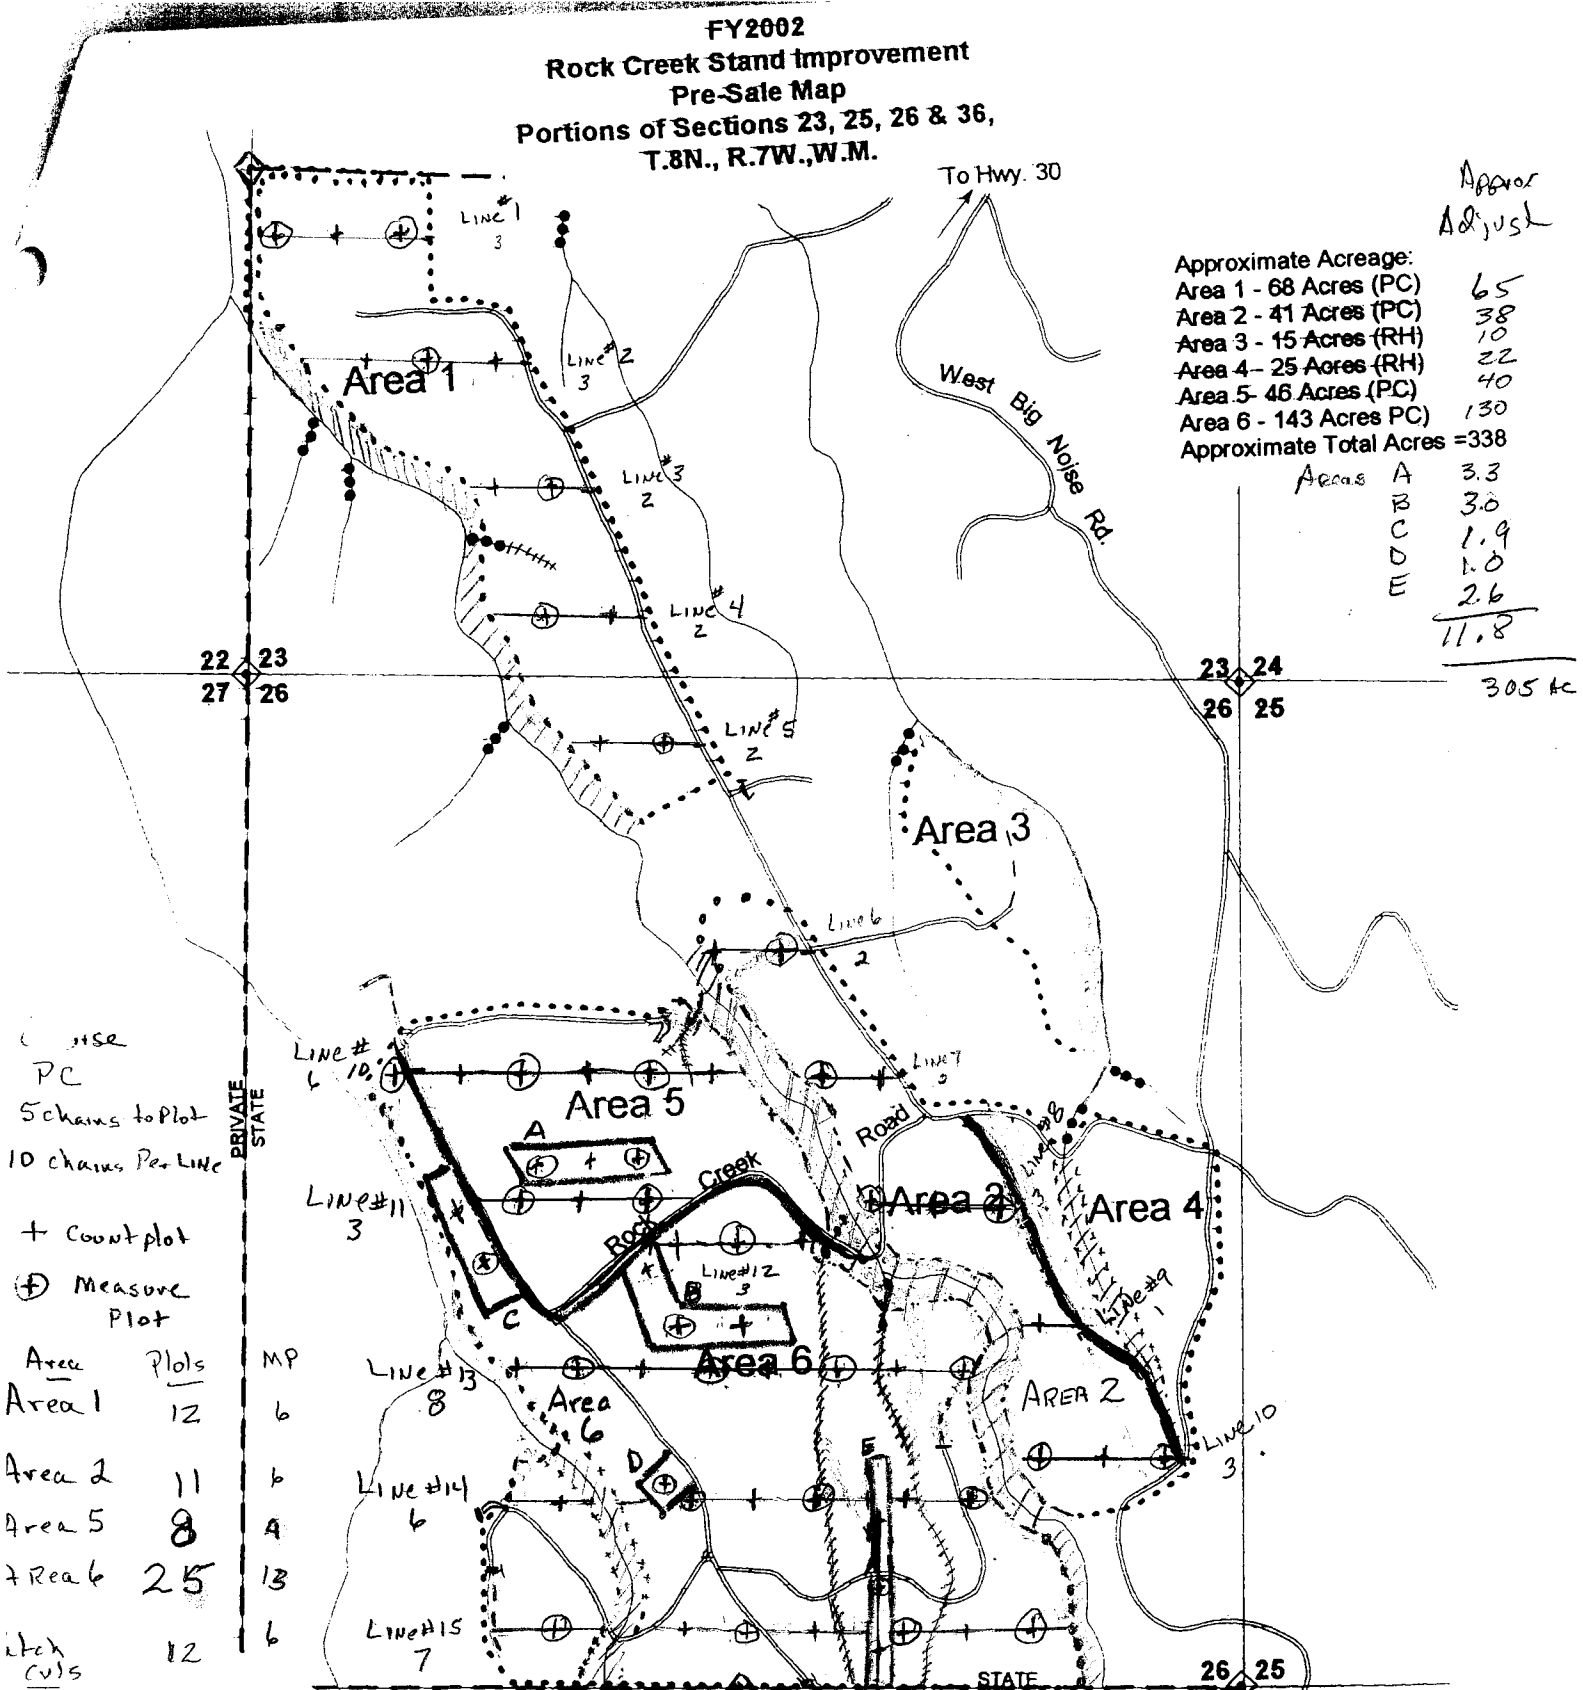 FY2002
Rock Creek Stand Improvement
Pre-Sale Map
Portions of Sections 23, 25, 26 & 36,
T.8N., R.7W.,W.M.
To Hwy. 30
Approx
Adjust
Approximate Acreage:
Area 1 - 68 Acres (PC) 65
Area 2 - 41 Acres (PC) 38
Area 3 - 15 Acres (RH) 10
Area 4 - 25 Acres (RH) 22
Area 5- 46 Acres (PC) 40
Area 6 - 143 Acres PC) 130
Approximate Total Acres =338
Areas A 3.3
B 3.0
C 1.9
D 1.0
E 2.6
11.8
305 AC
Line #1
3
Line #2
3
Area 1
West Big Noise Rd.
Line #3
2
Line #4
2
22 23
27 26
23 24
26 25
Line #5
2
Area 3
Line 6
2
PC
5 chains to Plot
10 chains Per Line
PRIVATE
STATE
Line #
6 10
Line 7
Area 5
Road
Line #8
3
A
Creek
Line #11
3
Area 2
Area 4
+ Count plot
Measure
Plot
Rock
Line #12
3
B
C
Line #9
1
Area 6
Line #13
8
Area
6
AREA 2
Line 10
3
D
E
Line #14
6
Area Plots MP
Area 1 12 6
Area 2 11 6
Area 5 8 4
Area 6 25 13
12 6
Line #15
7
STATE
26 25